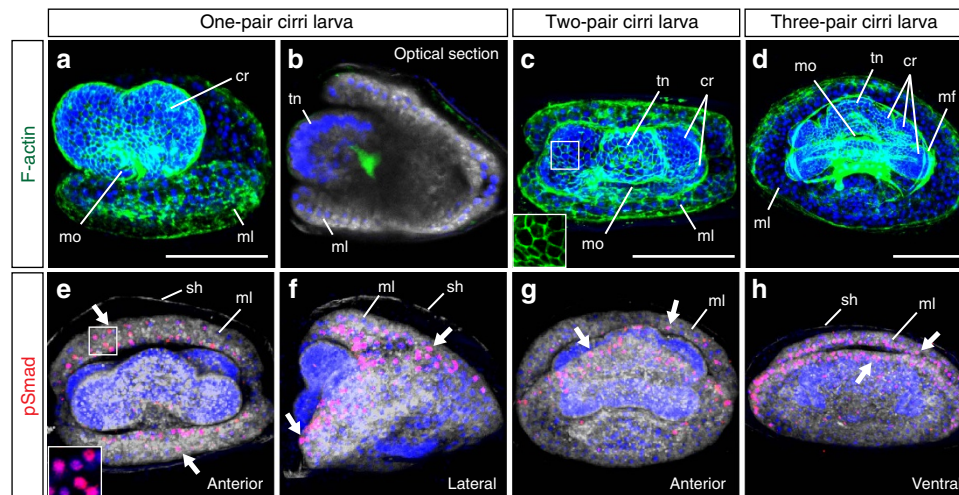 One-pair cirri larva
Two-pair cirri larva
Three-pair cirri larva
F-actin
a
cr
mo
ml
b
Optical section
tn
ml
c
tn
cr
mo
ml
d
tn
mo
cr
mf
ml
pSmad
e
sh
ml
Anterior
f
ml
sh
Lateral
g
ml
Anterior
h
sh
ml
Ventral